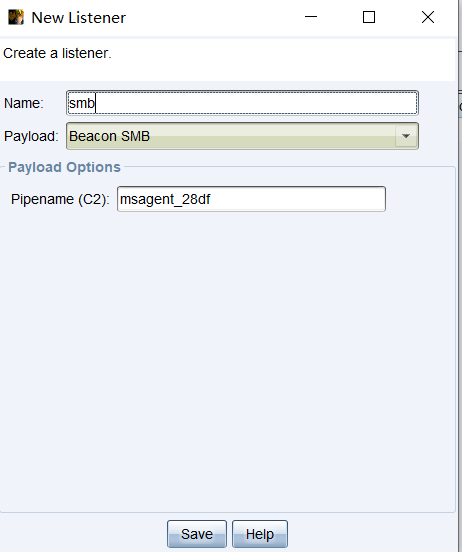 New Listener
Create a listener.
Name: smb
Payload: Beacon SMB
Payload Options
Pipename (C2): msagent_28df
Save Help